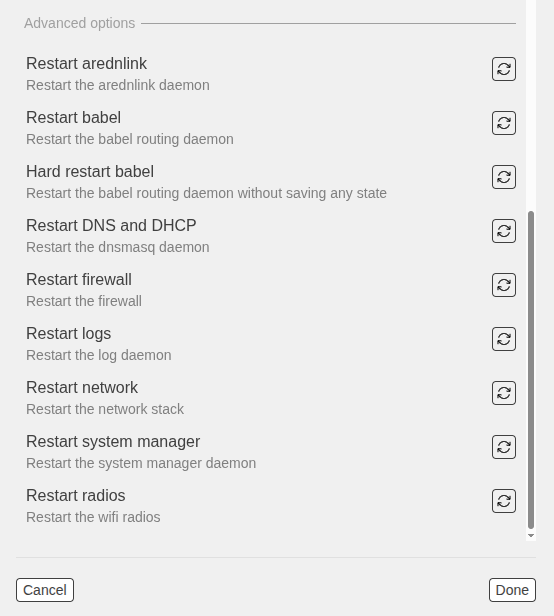 Advanced options
Restart arednlink
Restart the arednlink daemon
Restart babel
Restart the babel routing daemon
Hard restart babel
Restart the babel routing daemon without saving any state
Restart DNS and DHCP
Restart the dnsmasq daemon
Restart firewall
Restart the firewall
Restart logs
Restart the log daemon
Restart network
Restart the network stack
Restart system manager
Restart the system manager daemon
Restart radios
Restart the wifi radios
Cancel
Done